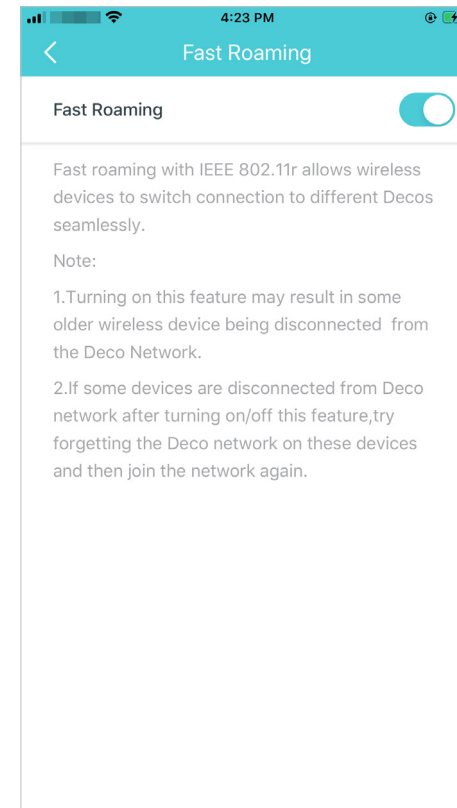 4:23 PM
Fast Roaming
Fast Roaming
Fast roaming with IEEE 802.11r allows wireless
devices to switch connection to different Decos
seamlessly.
Note:
1.Turning on this feature may result in some
older wireless device being disconnected  from
the Deco Network.
2.If some devices are disconnected from Deco
network after turning on/off this feature,try
forgetting the Deco network on these devices
and then join the network again.